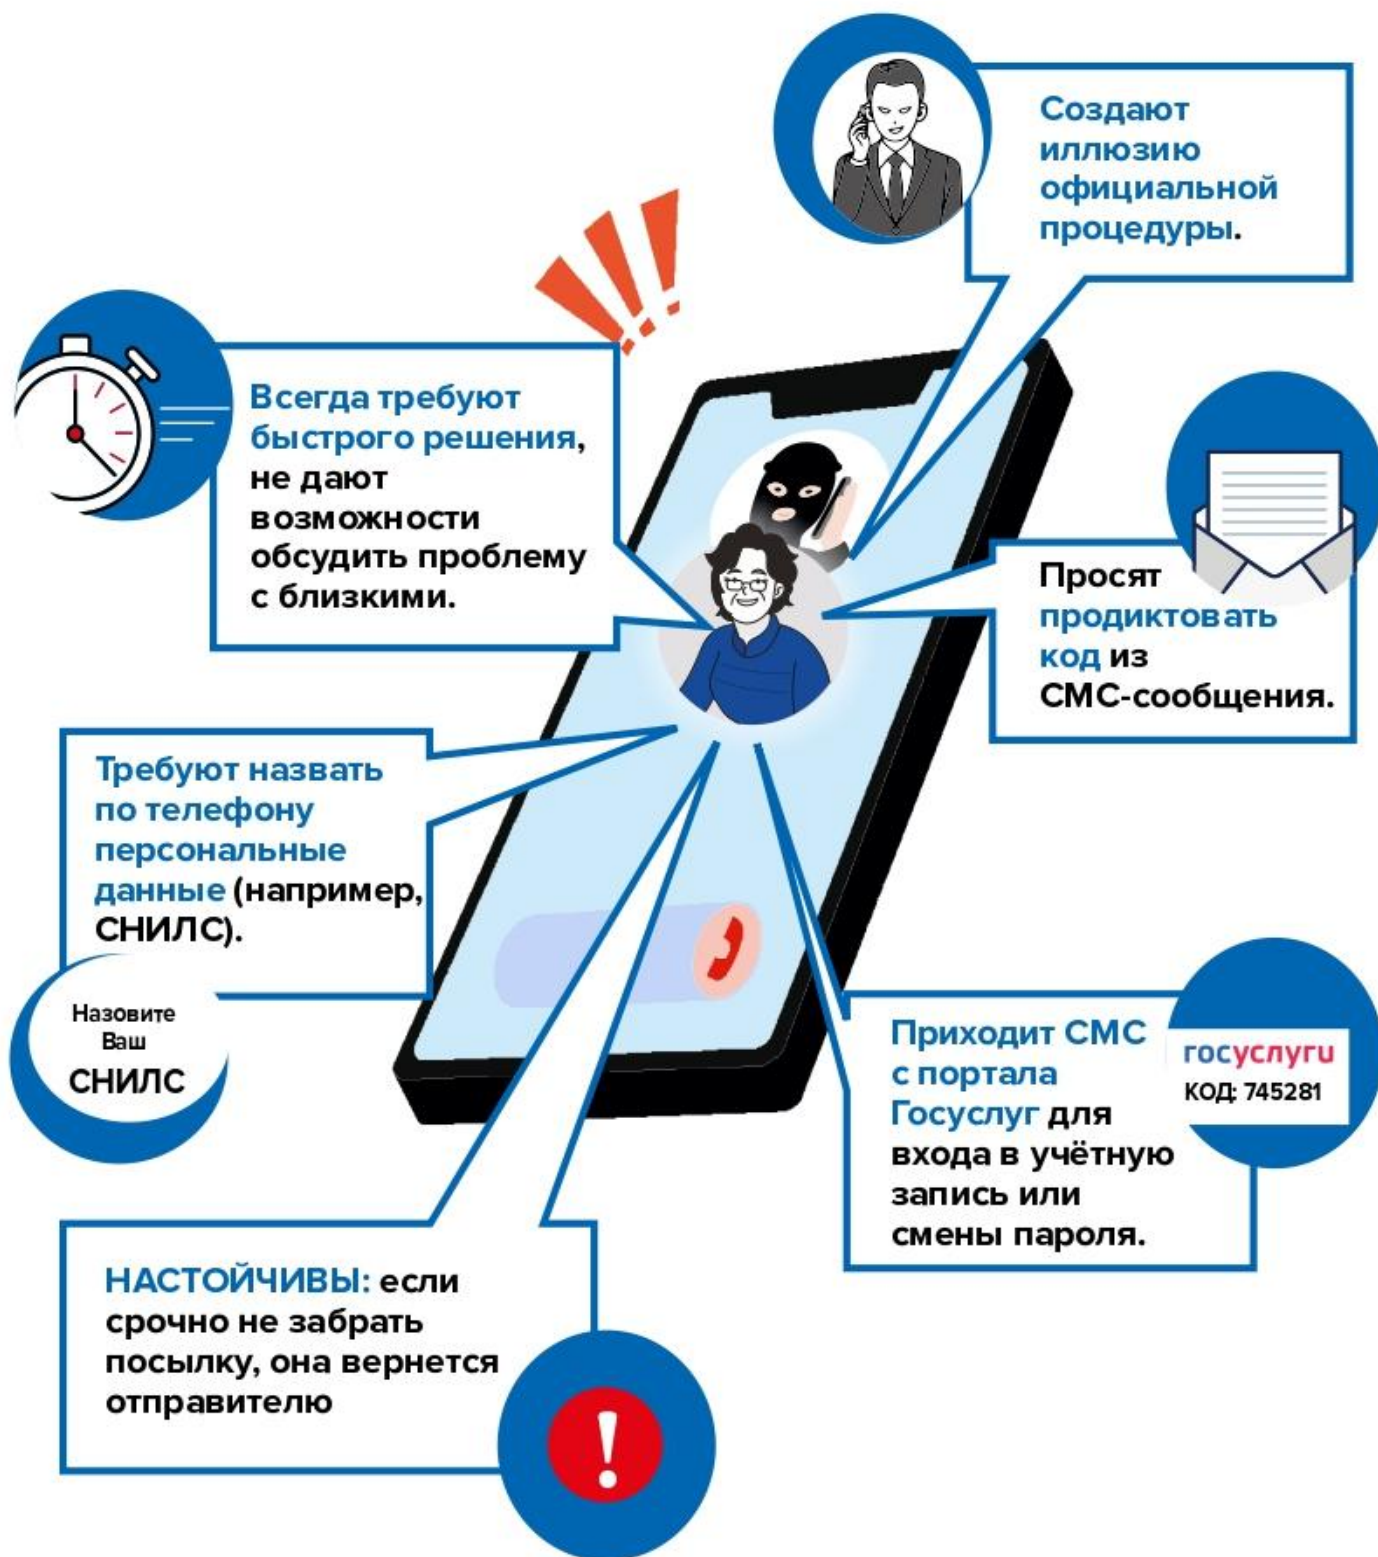 Создают
иллюзию
официальной
процедуры.
Всегда требуют
быстрого решения,
не дают
возможности
обсудить проблему
с близкими.
Просят
продиктовать
код из
СМС-сообщения.
Требуют назвать
по телефону
персональные
данные (например,
СНИЛС).
Назовите
Ваш
СНИЛС
Приходит СМС
с портала
Госуслуг для
входа в учётную
запись или
смены пароля.
госуслуги
КОД: 745281
НАСТОЙЧИВЫ: если
срочно не забрать
посылку, она вернется
отправителю